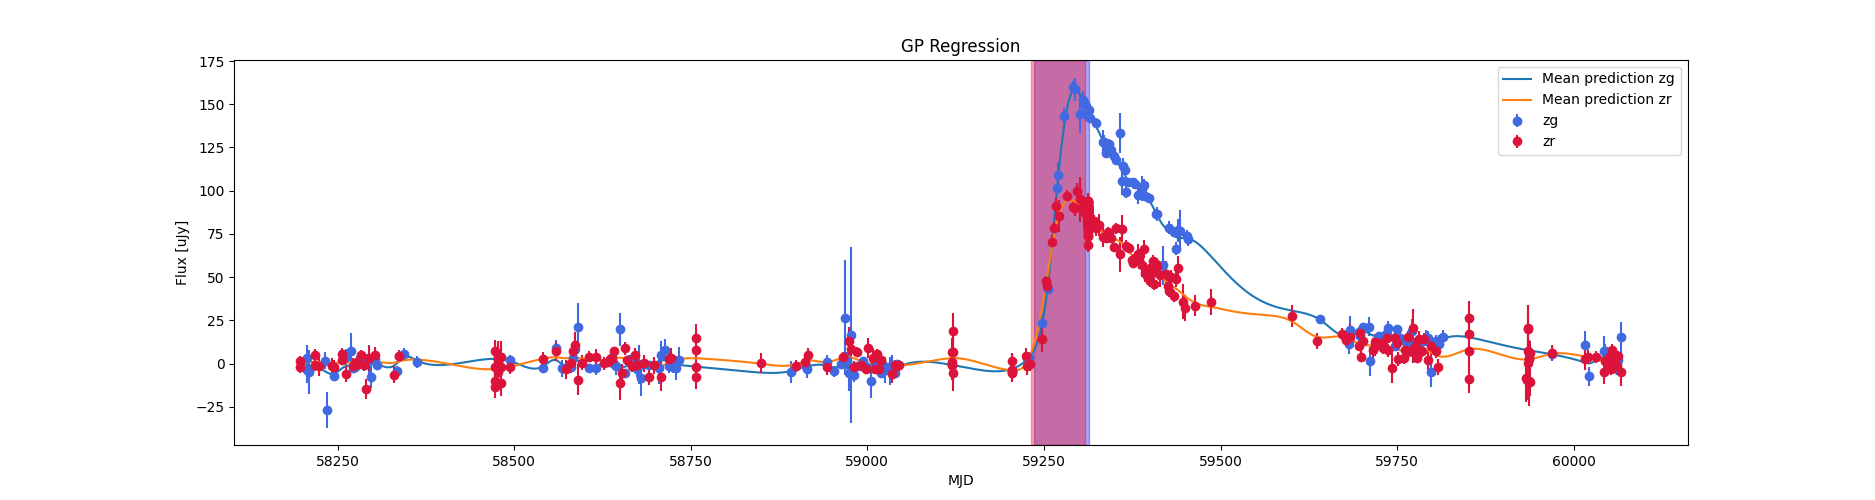 GP Regression
175
150
125
100
75
50
25
0
−25
Flux [uJy]
58250
58500
58750
59000
59250
59500
59750
60000
MJD
Mean prediction zg
Mean prediction zr
zg
zr